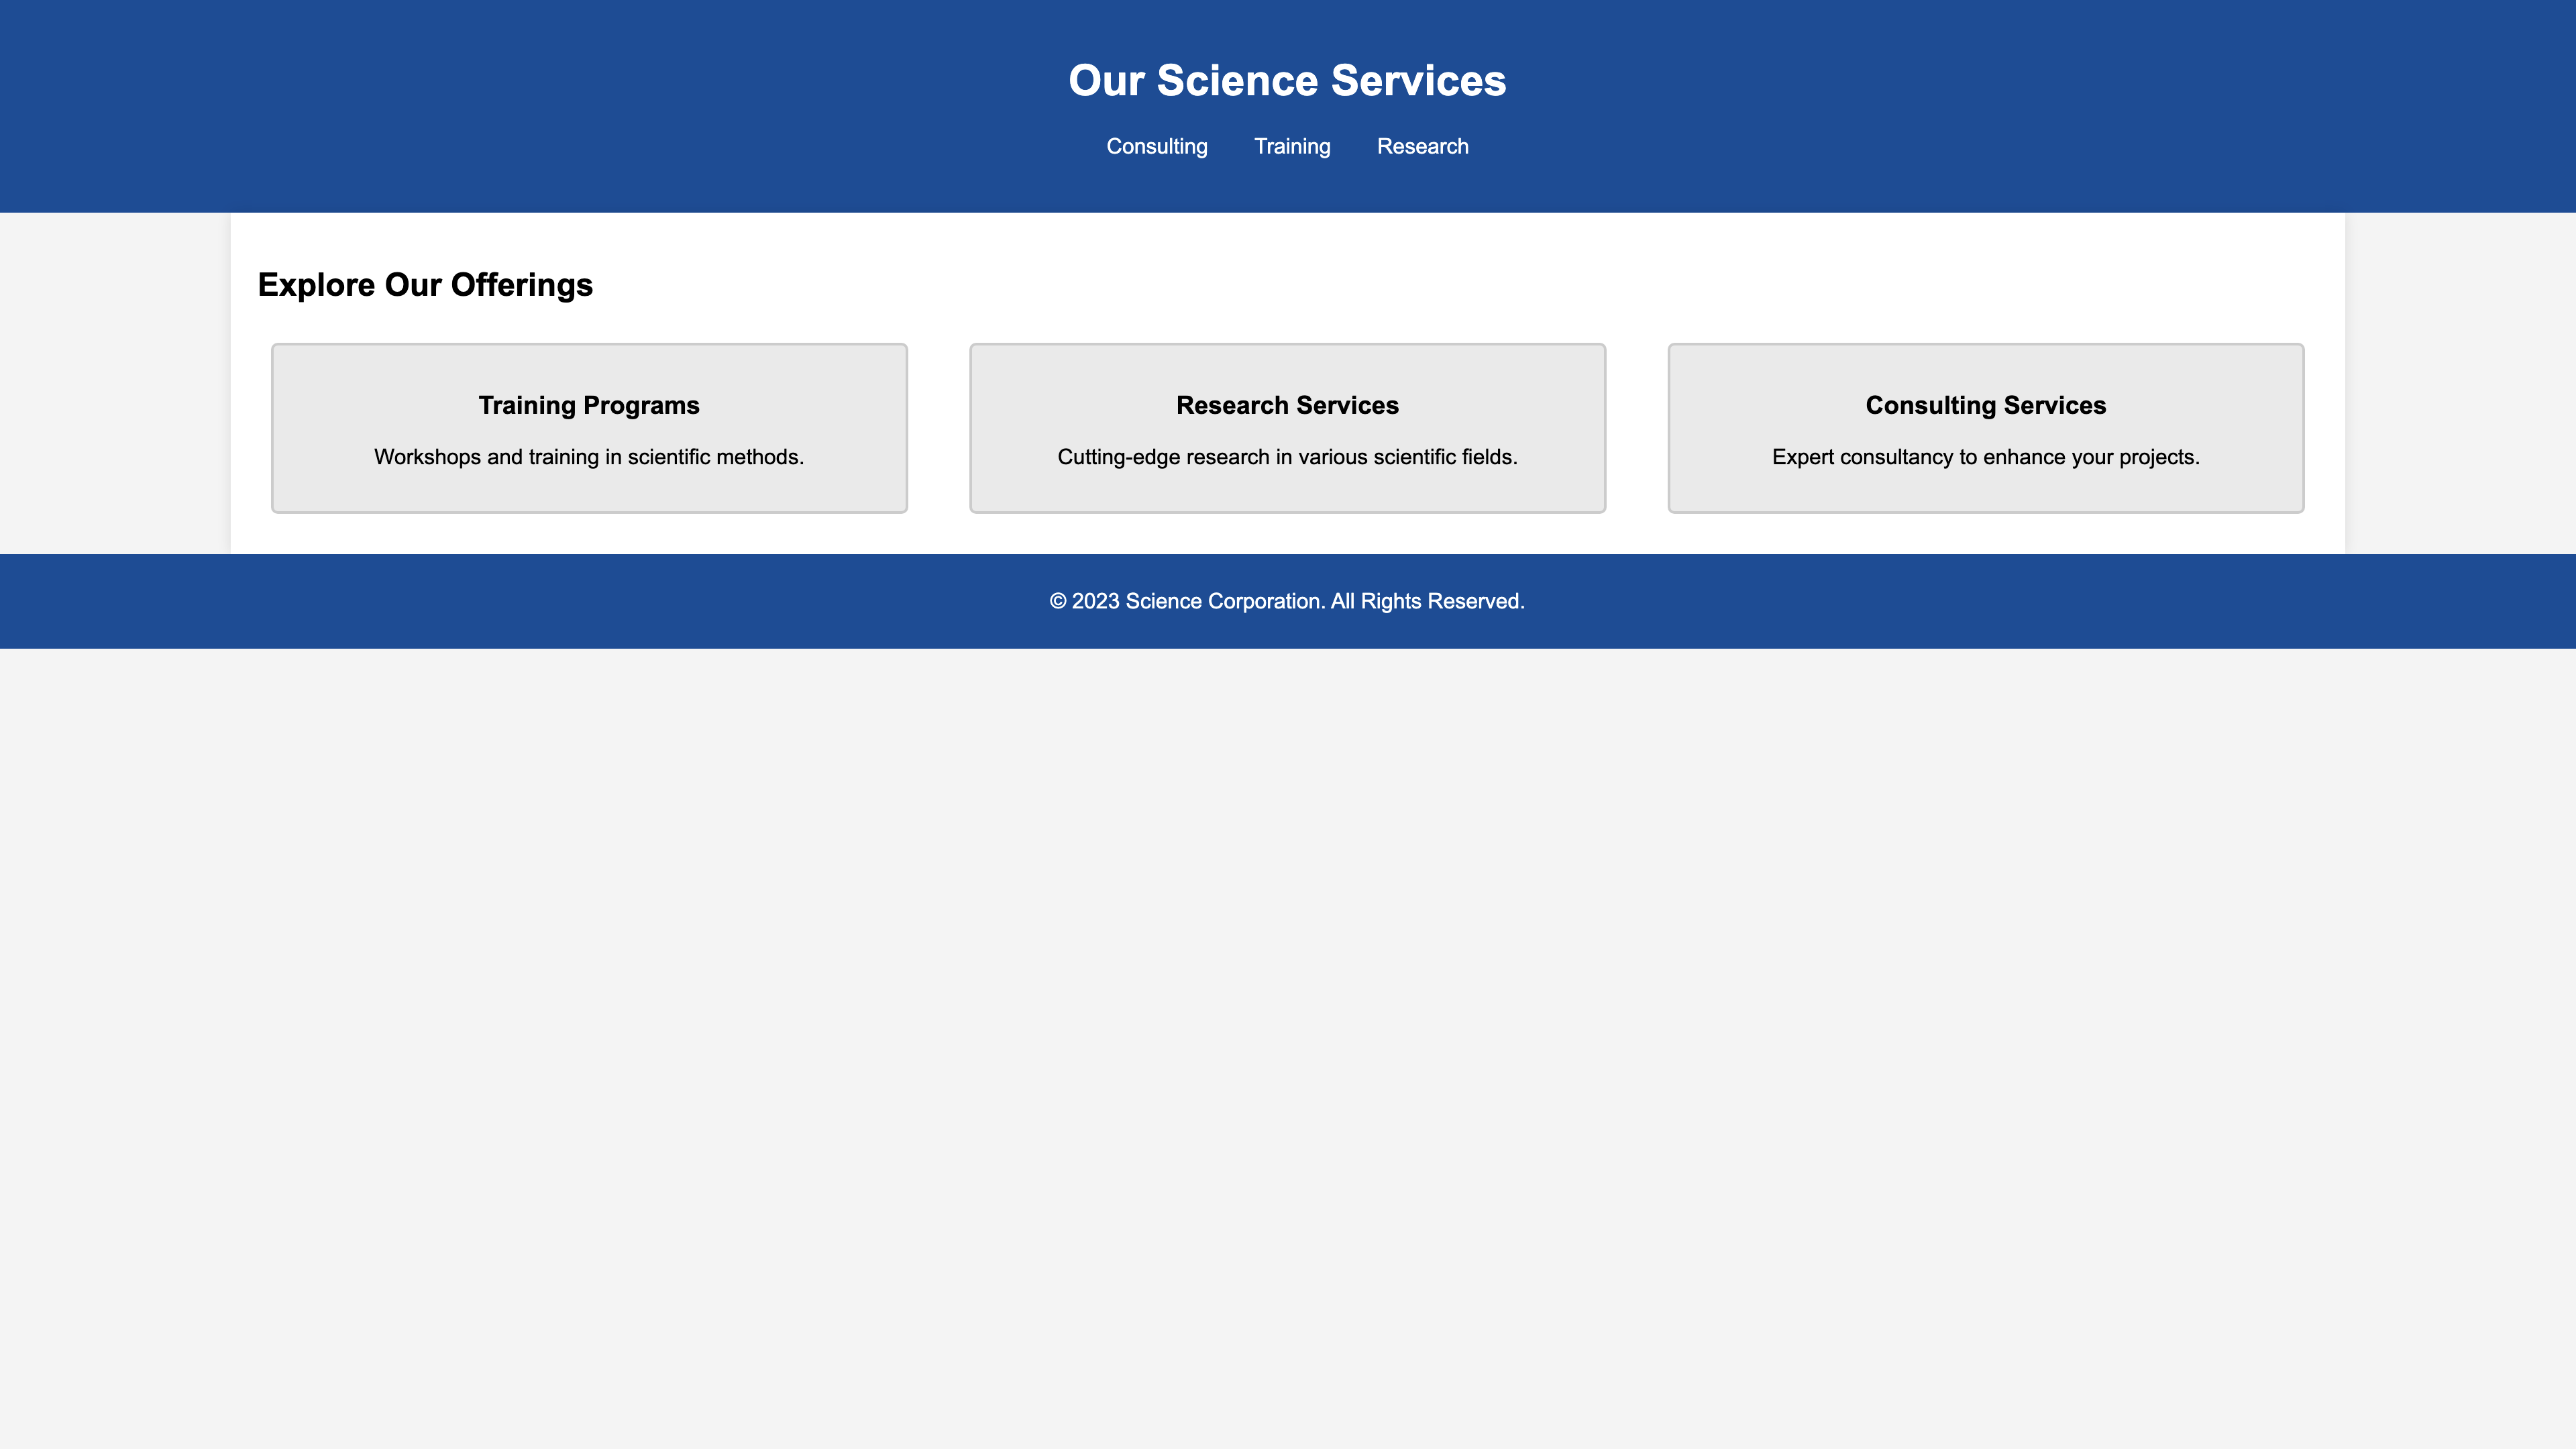 Our Science Services
Consulting Training Research
Explore Our Offerings
Training Programs
Workshops and training in scientific methods.
Research Services
Cutting-edge research in various scientific fields.
Consulting Services
Expert consultancy to enhance your projects.
© 2023 Science Corporation. All Rights Reserved.